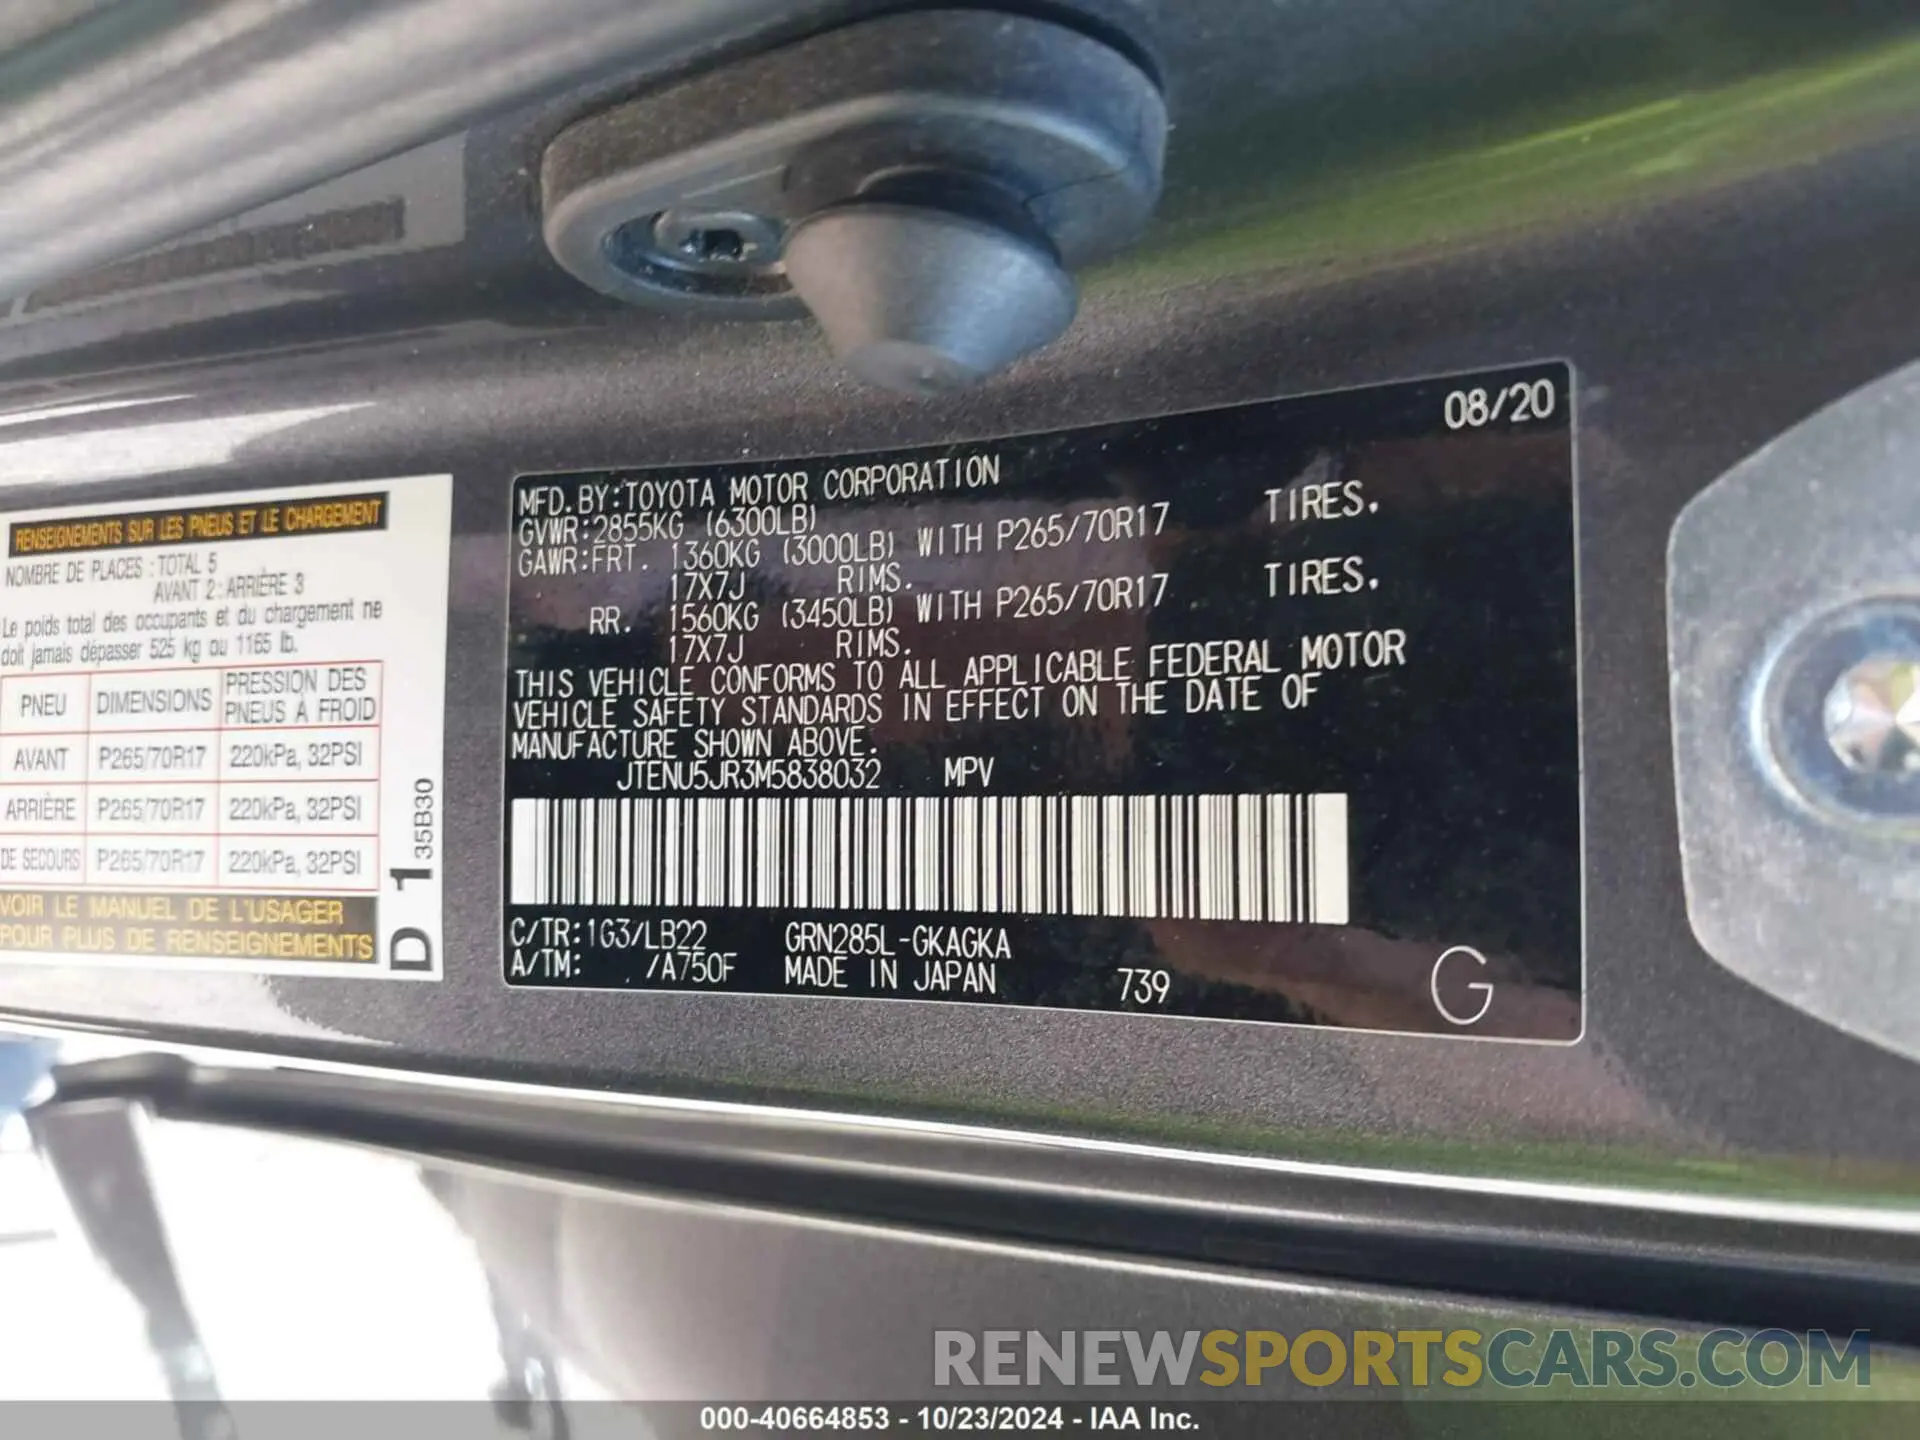 RENSEIGNEMENTS SUR LES PNEUS ET LE CHARGEMENT
NOMBRE DE PLACES : TOTAL 5
AVANT 2 : ARRIÈRE 3
Le poids total des occupants et du chargement ne
doit jamais dépasser 525 kg ou 1165 lb.
PNEU DIMENSIONS PRESSION DES PNEUS A FROID
AVANT P265/70R17 220kPa, 32PSI
ARRIÈRE P265/70R17 220kPa, 32PSI
DE SECOURS P265/70R17 220kPa, 32PSI
VOIR LE MANUEL DE L'USAGER
POUR PLUS DE RENSEIGNEMENTS
D 1 35B30
08/20
MFD.BY:TOYOTA MOTOR CORPORATION
GVWR:2855KG (6300LB)
GAWR:FRT. 1360KG (3000LB) WITH P265/70R17 TIRES.
17X7J RIMS.
RR. 1560KG (3450LB) WITH P265/70R17 TIRES.
17X7J RIMS.
THIS VEHICLE CONFORMS TO ALL APPLICABLE FEDERAL MOTOR
VEHICLE SAFETY STANDARDS IN EFFECT ON THE DATE OF
MANUFACTURE SHOWN ABOVE.
JTENU5JR3M5838032 MPV
C/TR:1G3/LB22 GRN285L-GKAGKA
A/TM: /A750F MADE IN JAPAN 739 G
RENEWSPORTSCARS.COM
000-40664853 - 10/23/2024 - IAA Inc.